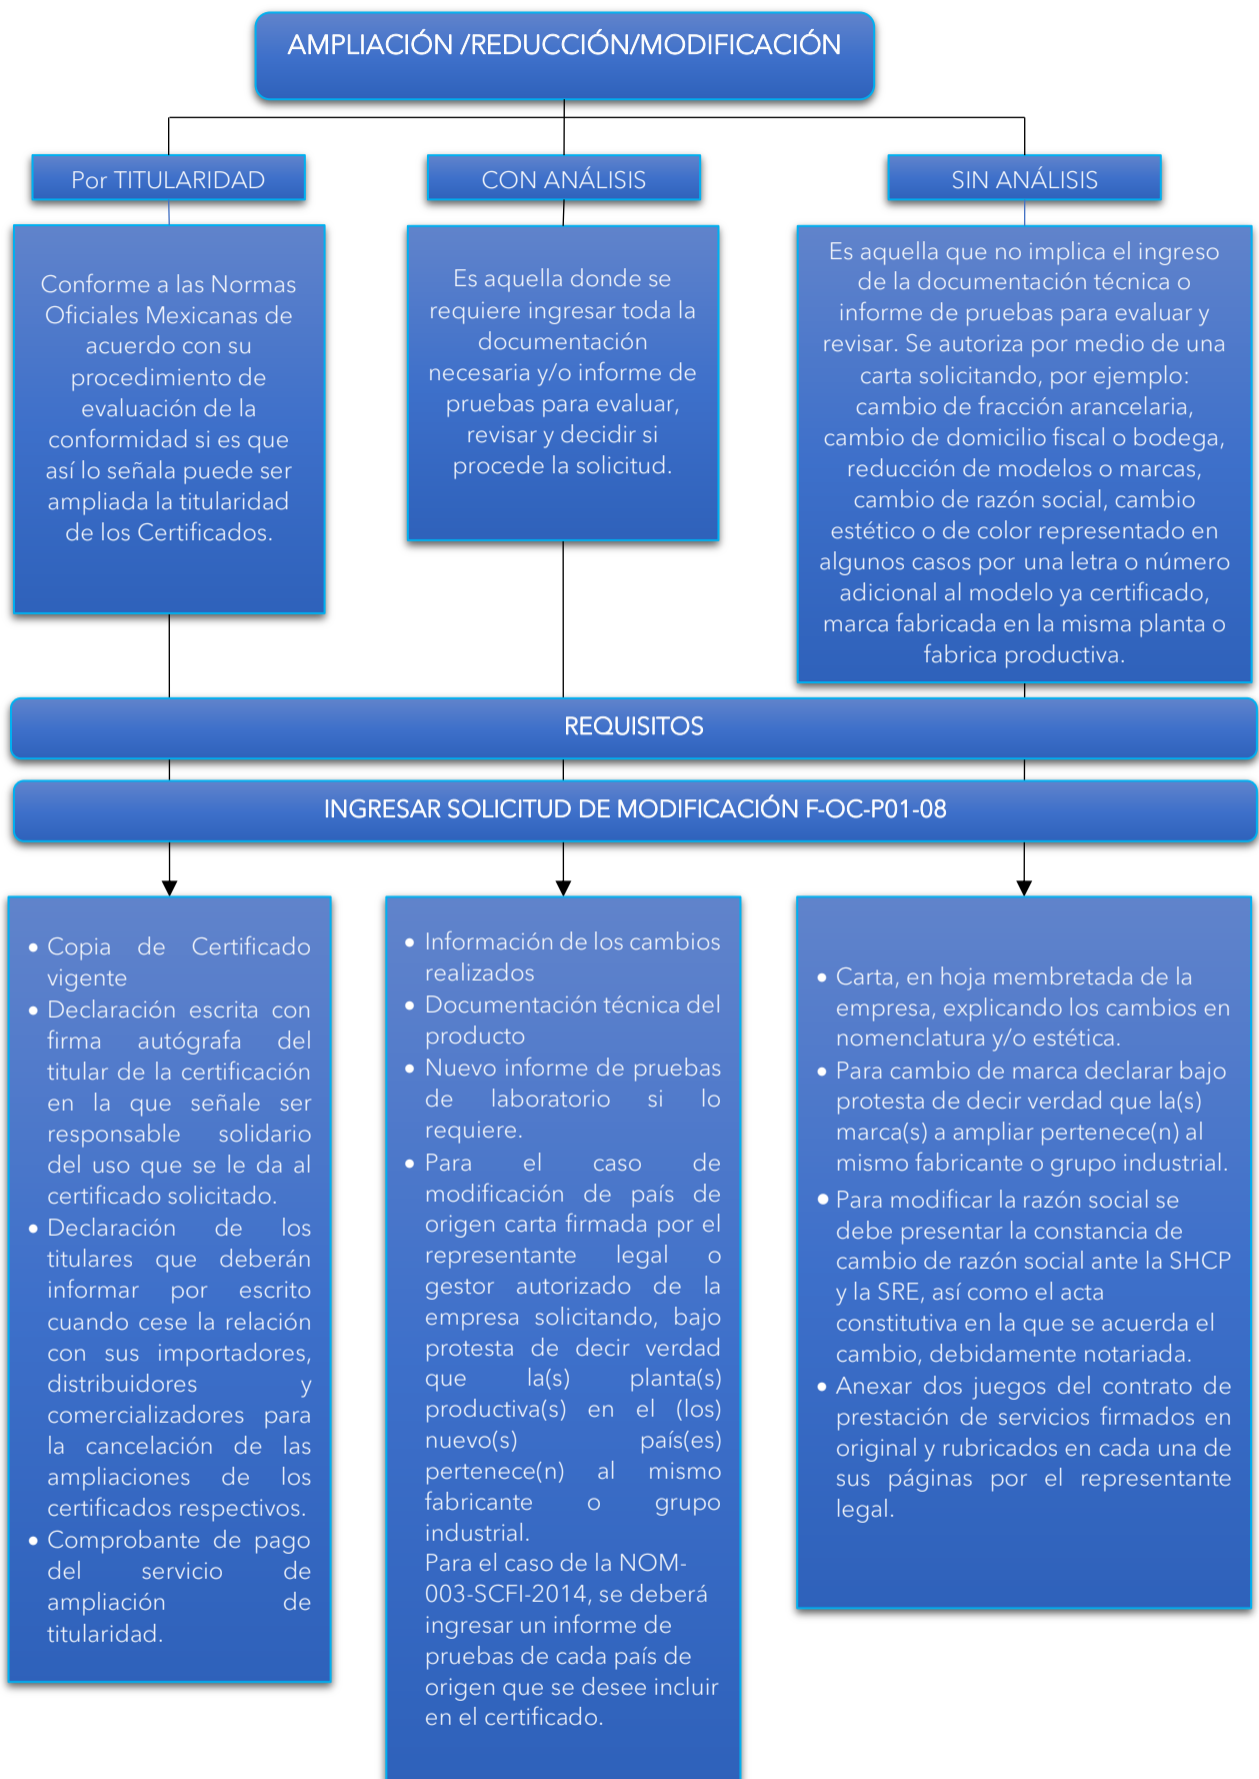 AMPLIACIÓN /REDUCCIÓN/MODIFICACIÓN
Por TITULARIDAD
CON ANÁLISIS
SIN ANÁLISIS
Conforme a las Normas
Oficiales Mexicanas de
acuerdo con su
procedimiento de
evaluación de la
conformidad si es que
así lo señala puede ser
ampliada la titularidad
de los Certificados.
Es aquella donde se
requiere ingresar toda la
documentación
necesaria y/o informe de
pruebas para evaluar,
revisar y decidir si
procede la solicitud.
Es aquella que no implica el ingreso
de la documentación técnica o
informe de pruebas para evaluar y
revisar. Se autoriza por medio de una
carta solicitando, por ejemplo:
cambio de fracción arancelaria,
cambio de domicilio fiscal o bodega,
reducción de modelos o marcas,
cambio de razón social, cambio
estético o de color representado en
algunos casos por una letra o número
adicional al modelo ya certificado,
marca fabricada en la misma planta o
fabrica productiva.
REQUISITOS
INGRESAR SOLICITUD DE MODIFICACIÓN F-OC-P01-08
• Copia de Certificado
vigente
• Declaración escrita con
firma autógrafa del
titular de la certificación
en la que señale ser
responsable solidario
del uso que se le da al
certificado solicitado.
• Declaración de los
titulares que deberán
informar por escrito
cuando cese la relación
con sus importadores,
distribuidores y
comercializadores para
la cancelación de las
ampliaciones de los
certificados respectivos.
• Comprobante de pago
del servicio de
ampliación de
titularidad.
• Información de los cambios
realizados
• Documentación técnica del
producto
• Nuevo informe de pruebas
de laboratorio si lo
requiere.
• Para el caso de
modificación de país de
origen carta firmada por el
representante legal o
gestor autorizado de la
empresa solicitando, bajo
protesta de decir verdad
que la(s) planta(s)
productiva(s) en el (los)
nuevo(s) país(es)
pertenece(n) al mismo
fabricante o grupo
industrial.
Para el caso de la NOM-
003-SCFI-2014, se deberá
ingresar un informe de
pruebas de cada país de
origen que se desee incluir
en el certificado.
• Carta, en hoja membretada de la
empresa, explicando los cambios en
nomenclatura y/o estética.
• Para cambio de marca declarar bajo
protesta de decir verdad que la(s)
marca(s) a ampliar pertenece(n) al
mismo fabricante o grupo industrial.
• Para modificar la razón social se
debe presentar la constancia de
cambio de razón social ante la SHCP
y la SRE, así como el acta
constitutiva en la que se acuerda el
cambio, debidamente notariada.
• Anexar dos juegos del contrato de
prestación de servicios firmados en
original y rubricados en cada una de
sus páginas por el representante
legal.